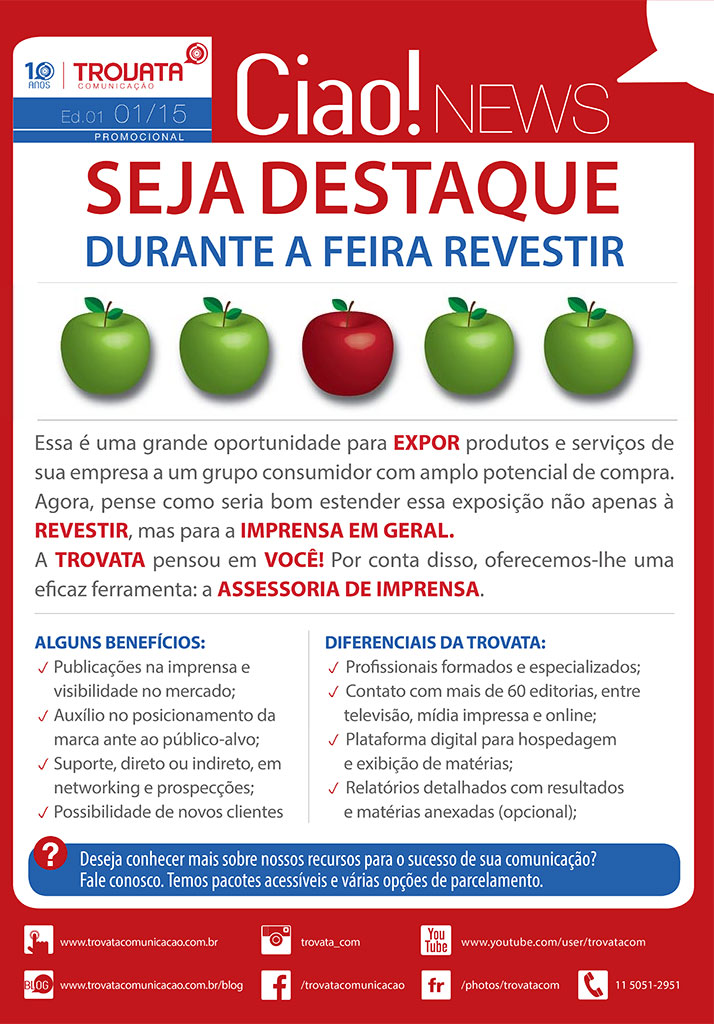 10 ANOS
TROVATA
COMUNICAÇÃO
Ed.01 01/15
PROMOCIONAL
Ciao! NEWS
SEJA DESTAQUE
DURANTE A FEIRA REVESTIR
Essa é uma grande oportunidade para EXPOR produtos e serviços de
sua empresa a um grupo consumidor com amplo potencial de compra.
Agora, pense como seria bom estender essa exposição não apenas à
REVESTIR, mas para a IMPRENSA EM GERAL.
A TROVATA pensou em VOCÊ! Por conta disso, oferecemos-lhe uma
eficaz ferramenta: a ASSESSORIA DE IMPRENSA.
ALGUNS BENEFÍCIOS:
✓ Publicações na imprensa e
visibilidade no mercado;
✓ Auxílio no posicionamento da
marca ante ao público-alvo;
✓ Suporte, direto ou indireto, em
networking e prospecções;
✓ Possibilidade de novos clientes
DIFERENCIAIS DA TROVATA:
✓ Profissionais formados e especializados;
✓ Contato com mais de 60 editorias, entre
televisão, mídia impressa e online;
✓ Plataforma digital para hospedagem
e exibição de matérias;
✓ Relatórios detalhados com resultados
e matérias anexadas (opcional);
?
Deseja conhecer mais sobre nossos recursos para o sucesso de sua comunicação?
Fale conosco. Temos pacotes acessíveis e várias opções de parcelamento.
www.trovatacomunicacao.com.br
trovata_com
You Tube
www.youtube.com/user/trovatacom
BLOG
www.trovatacomunicacao.com.br/blog
f
/trovatacomunicacao
fr
/photos/trovatacom
11 5051-2951